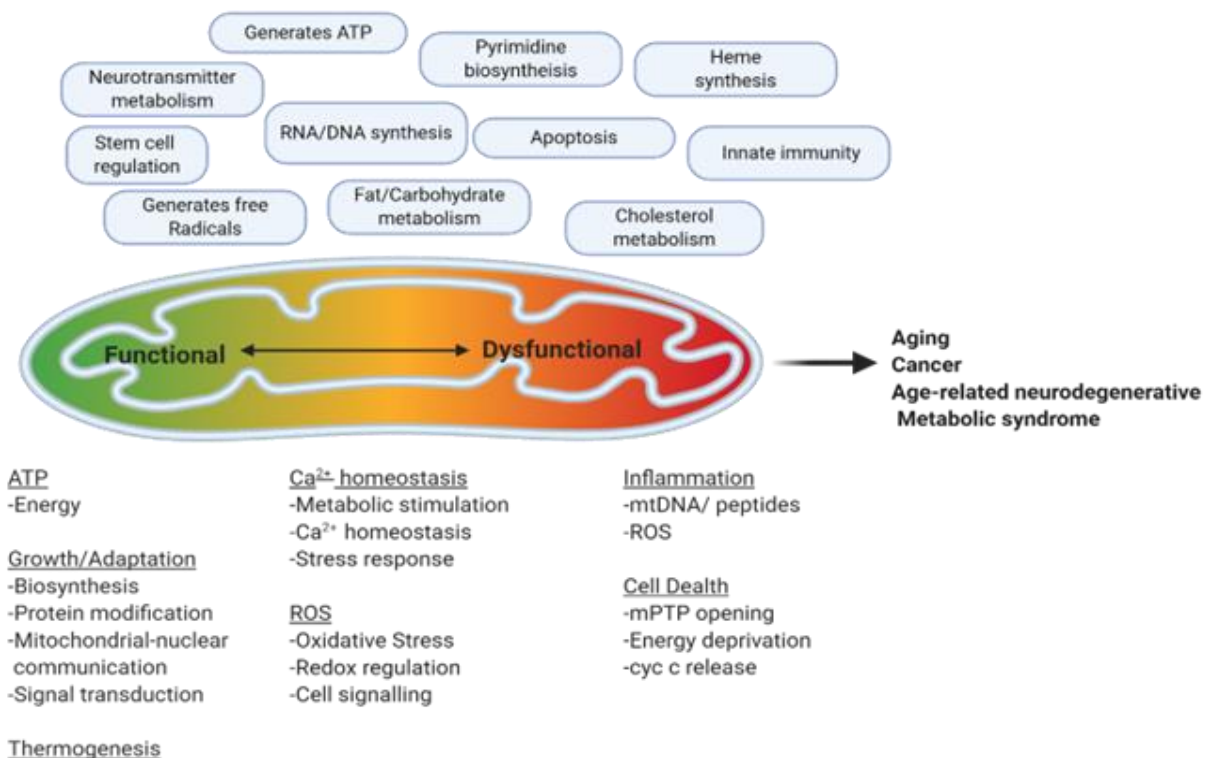 Generates ATP
Pyrimidine
biosyntheisis
Heme
synthesis
Neurotransmitter
metabolism
RNA/DNA synthesis
Apoptosis
Stem cell
regulation
Innate immunity
Generates free
Radicals
Fat/Carbohydrate
metabolism
Cholesterol
metabolism
Functional
Dysfunctional
Aging
Cancer
Age-related neurodegenerative
Metabolic syndrome
ATP
-Energy
Growth/Adaptation
-Biosynthesis
-Protein modification
-Mitochondrial-nuclear
communication
-Signal transduction
Thermogenesis
Ca²⁺ homeostasis
-Metabolic stimulation
-Ca²⁺ homeostasis
-Stress response
ROS
-Oxidative Stress
-Redox regulation
-Cell signalling
Inflammation
-mtDNA/ peptides
-ROS
Cell Dealth
-mPTP opening
-Energy deprivation
-cyc c release